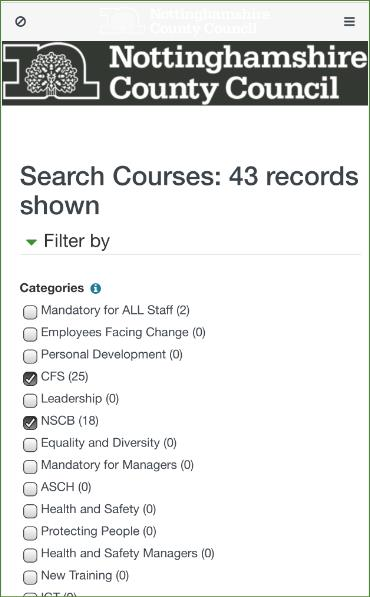 Nottinghamshire
County Council
Nottinghamshire
County Council
Search Courses: 43 records
shown
Filter by
Categories
Mandatory for ALL Staff (2)
Employees Facing Change (0)
Personal Development (0)
CFS (25)
Leadership (0)
NSCB (18)
Equality and Diversity (0)
Mandatory for Managers (0)
ASCH (0)
Health and Safety (0)
Protecting People (0)
Health and Safety Managers (0)
New Training (0)
ICT (0)